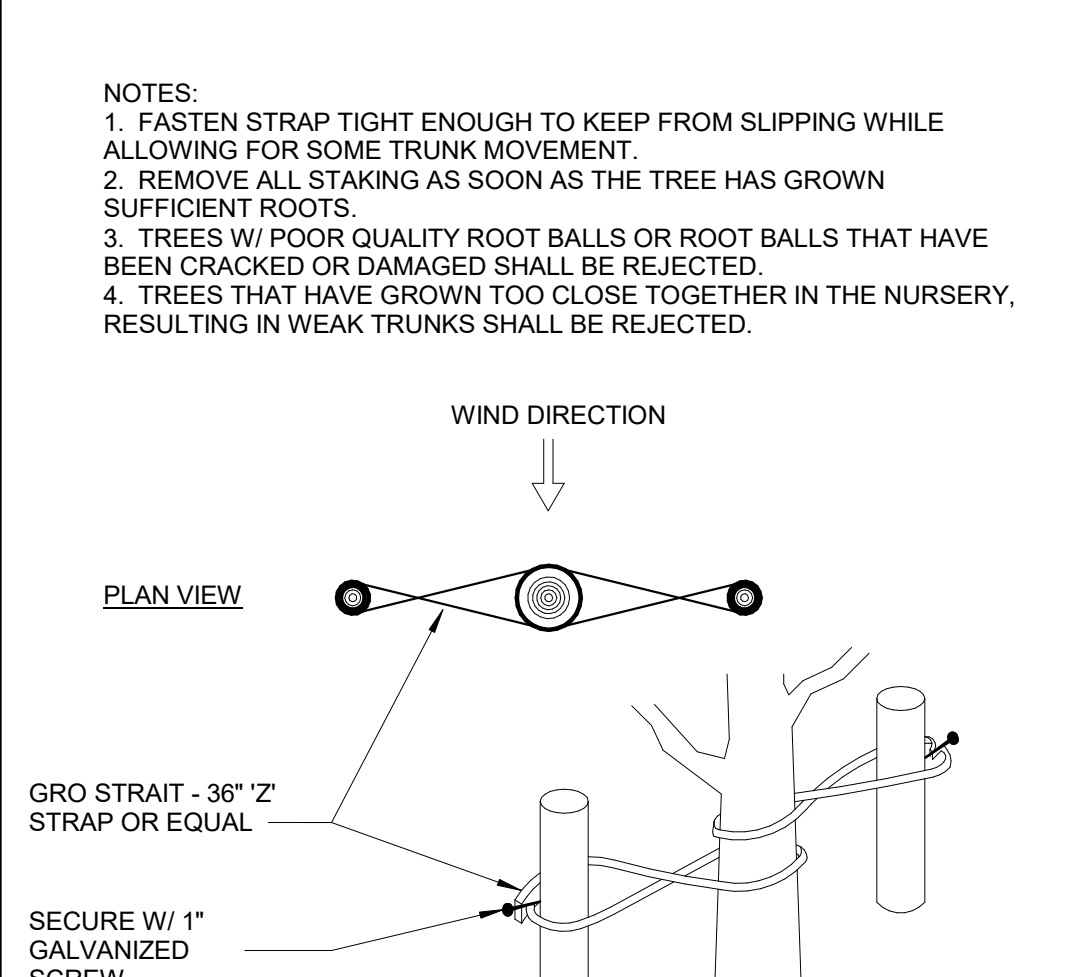 NOTES:
1. FASTEN STRAP TIGHT ENOUGH TO KEEP FROM SLIPPING WHILE
ALLOWING FOR SOME TRUNK MOVEMENT.
2. REMOVE ALL STAKING AS SOON AS THE TREE HAS GROWN
SUFFICIENT ROOTS.
3. TREES W/ POOR QUALITY ROOT BALLS OR ROOT BALLS THAT HAVE
BEEN CRACKED OR DAMAGED SHALL BE REJECTED.
4. TREES THAT HAVE GROWN TOO CLOSE TOGETHER IN THE NURSERY,
RESULTING IN WEAK TRUNKS SHALL BE REJECTED.
WIND DIRECTION
PLAN VIEW
GRO STRAIT - 36" 'Z'
STRAP OR EQUAL
SECURE W/ 1"
GALVANIZED
SCREW